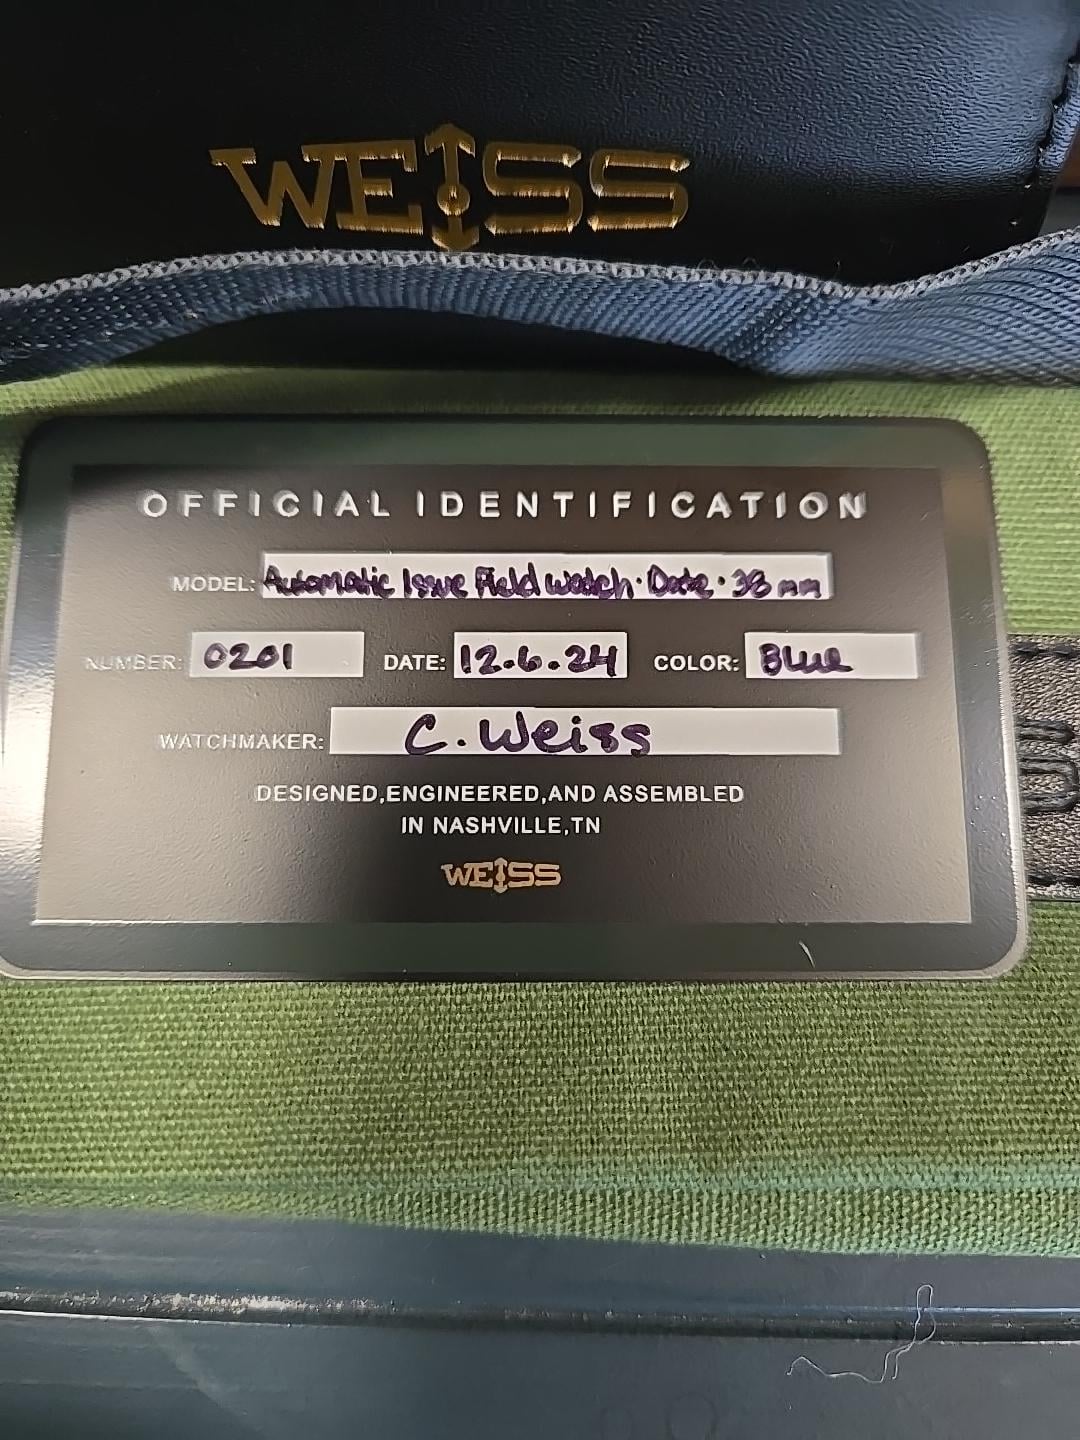 WEISS
OFFICIAL IDENTIFICATION
MODEL: Automatic Issue Field Watch · Date · 38 mm
NUMBER: 0201 DATE: 12.6.24 COLOR: Blue
WATCHMAKER: C. Weiss
DESIGNED,ENGINEERED,AND ASSEMBLED
IN NASHVILLE,TN
WEISS